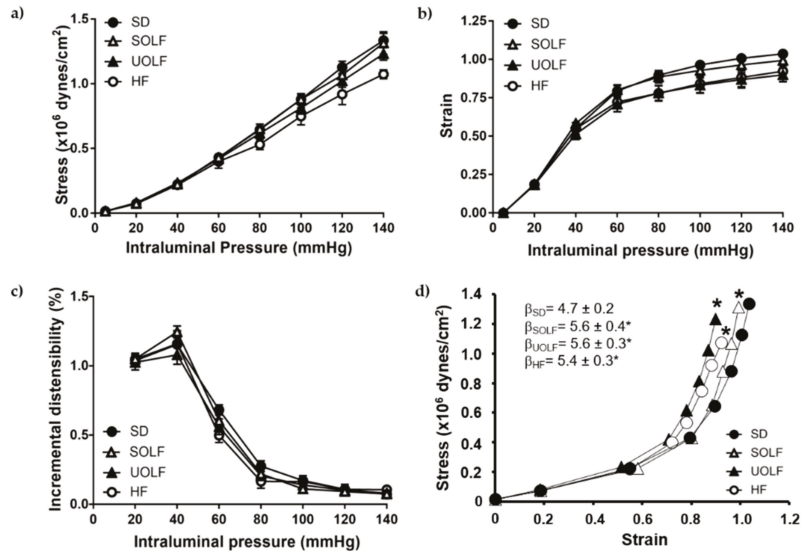 a)
Stress (x10⁶ dynes/cm²)
1.5
1.0
0.5
0.0
SD
SOLF
UOLF
HF
0 20 40 60 80 100 120 140
Intraluminal Pressure (mmHg)
b)
Strain
1.25
1.00
0.75
0.50
0.25
0.00
SD
SOLF
UOLF
HF
0 20 40 60 80 100 120 140
Intraluminal pressure (mmHg)
c)
Incremental distensibility (%)
1.5
1.0
0.5
0.0
SD
SOLF
UOLF
HF
0 20 40 60 80 100 120 140
Intraluminal pressure (mmHg)
d)
Stress (x10⁶ dynes/cm²)
1.4
1.2
1.0
0.8
0.6
0.4
0.2
0
βSD= 4.7 ± 0.2
βSOLF= 5.6 ± 0.4*
βUOLF= 5.6 ± 0.3*
βHF= 5.4 ± 0.3*
* *
*
SD
SOLF
UOLF
HF
0 0.2 0.4 0.6 0.8 1.0 1.2
Strain